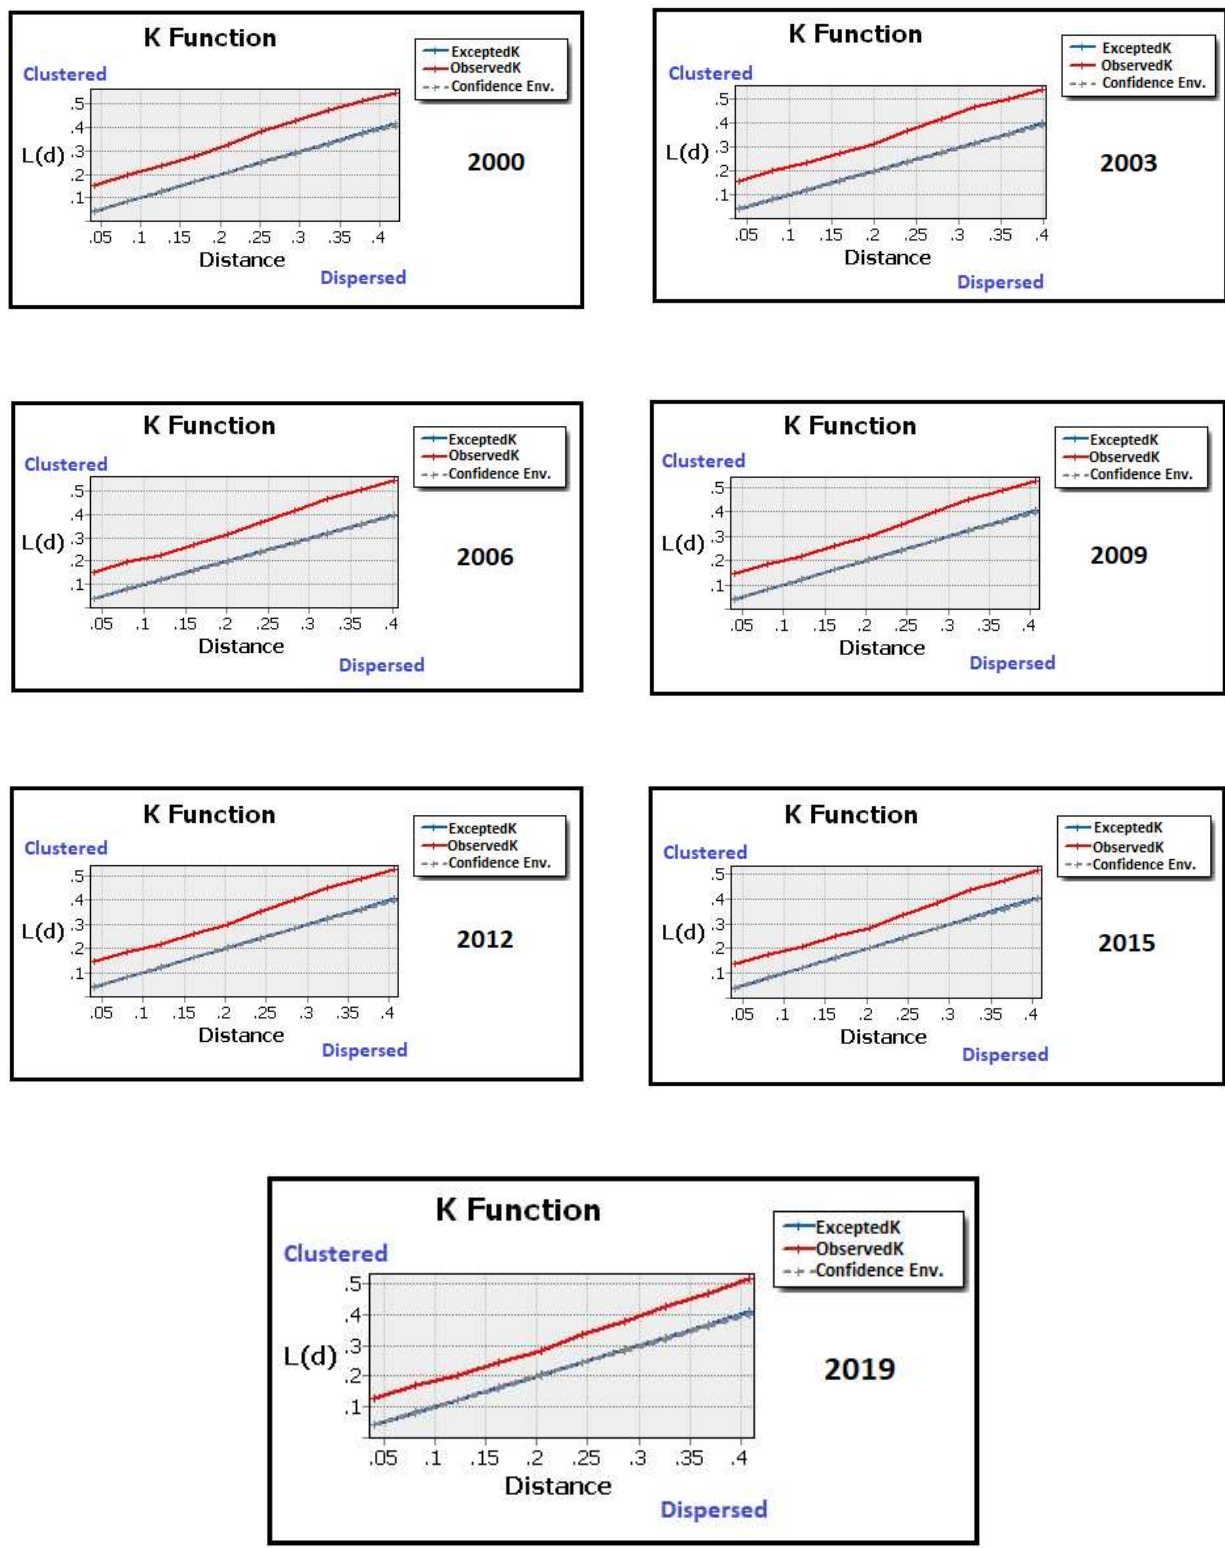 K Function
Clustered
ExceptedK
ObservedK
Confidence Env.
.5
.4
.3
.2
.1
L(d)
.05 .1 .15 .2 .25 .3 .35 .4
Distance
Dispersed
2000
K Function
Clustered
ExceptedK
ObservedK
Confidence Env.
.5
.4
.3
.2
.1
L(d)
.05 .1 .15 .2 .25 .3 .35 .4
Distance
Dispersed
2003
K Function
Clustered
ExceptedK
ObservedK
Confidence Env.
.5
.4
.3
.2
.1
L(d)
.05 .1 .15 .2 .25 .3 .35 .4
Distance
Dispersed
2006
K Function
Clustered
ExceptedK
ObservedK
Confidence Env.
.5
.4
.3
.2
.1
L(d)
.05 .1 .15 .2 .25 .3 .35 .4
Distance
Dispersed
2009
K Function
Clustered
ExceptedK
ObservedK
Confidence Env.
.5
.4
.3
.2
.1
L(d)
.05 .1 .15 .2 .25 .3 .35 .4
Distance
Dispersed
2012
K Function
Clustered
ExceptedK
ObservedK
Confidence Env.
.5
.4
.3
.2
.1
L(d)
.05 .1 .15 .2 .25 .3 .35 .4
Distance
Dispersed
2015
K Function
Clustered
ExceptedK
ObservedK
Confidence Env.
.5
.4
.3
.2
.1
L(d)
.05 .1 .15 .2 .25 .3 .35 .4
Distance
Dispersed
2019